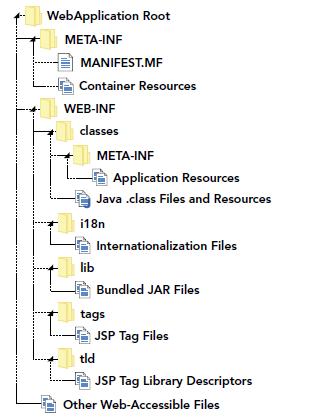 WebApplication Root
META-INF
MANIFEST.MF
Container Resources
WEB-INF
classes
META-INF
Application Resources
Java .class Files and Resources
i18n
Internationalization Files
lib
Bundled JAR Files
tags
JSP Tag Files
tld
JSP Tag Library Descriptors
Other Web-Accessible Files